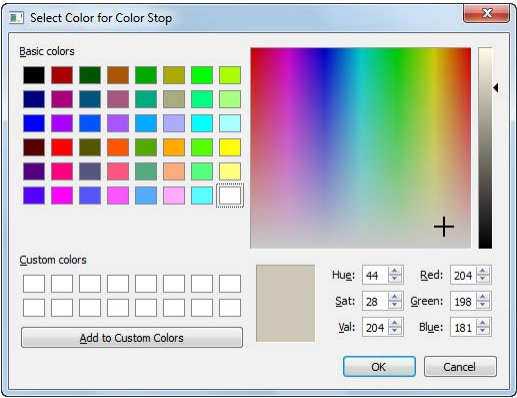 Select Color for Color Stop
Basic colors
Custom colors
Add to Custom Colors
Hue: 44 Red: 204
Sat: 28 Green: 198
Val: 204 Blue: 181
OK Cancel